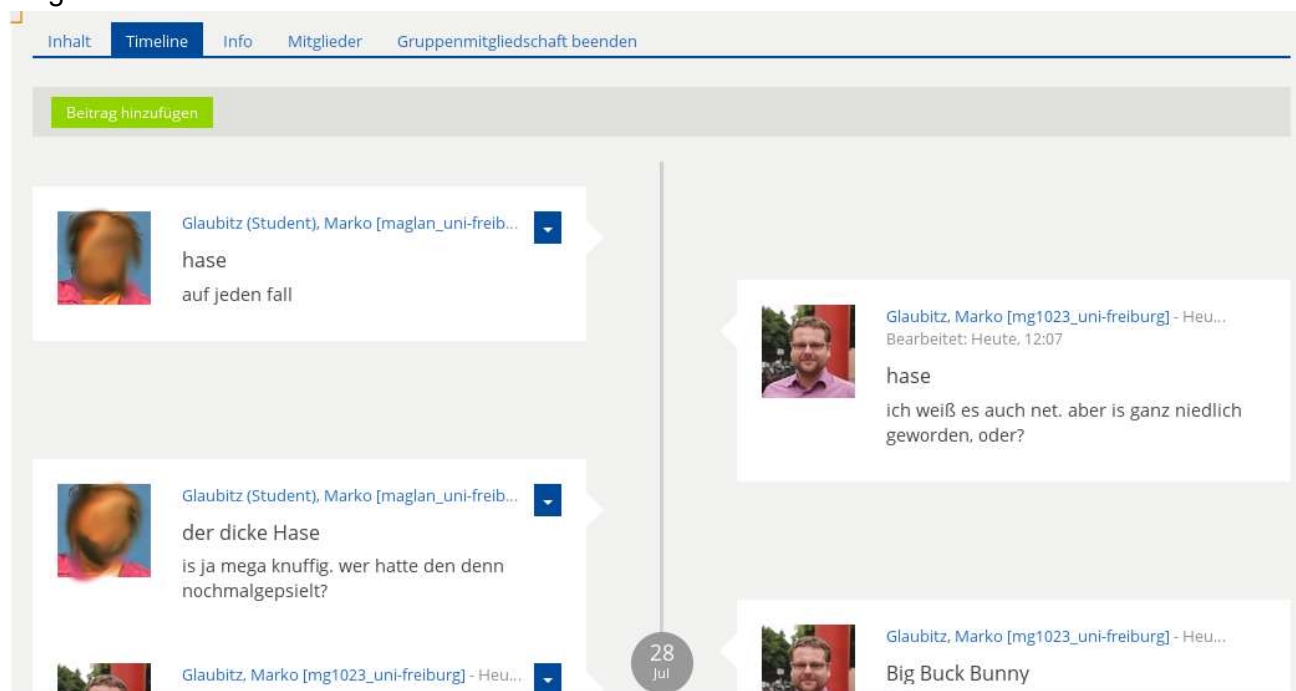 Inhalt Timeline Info Mitglieder Gruppenmitgliedschaft beenden
Beitrag hinzufügen
Glaubitz (Student), Marko [maglan_uni-freib...
hase
auf jeden fall
Glaubitz, Marko [mg1023_uni-freiburg] - Heu...
Bearbeitet: Heute, 12:07
hase
ich weiß es auch net. aber is ganz niedlich
geworden, oder?
Glaubitz (Student), Marko [maglan_uni-freib...
der dicke Hase
is ja mega knuffig. wer hatte den denn
nochmalgepsielt?
Glaubitz, Marko [mg1023_uni-freiburg] - Heu...
28
Jul
Glaubitz, Marko [mg1023_uni-freiburg] - Heu...
Big Buck Bunny